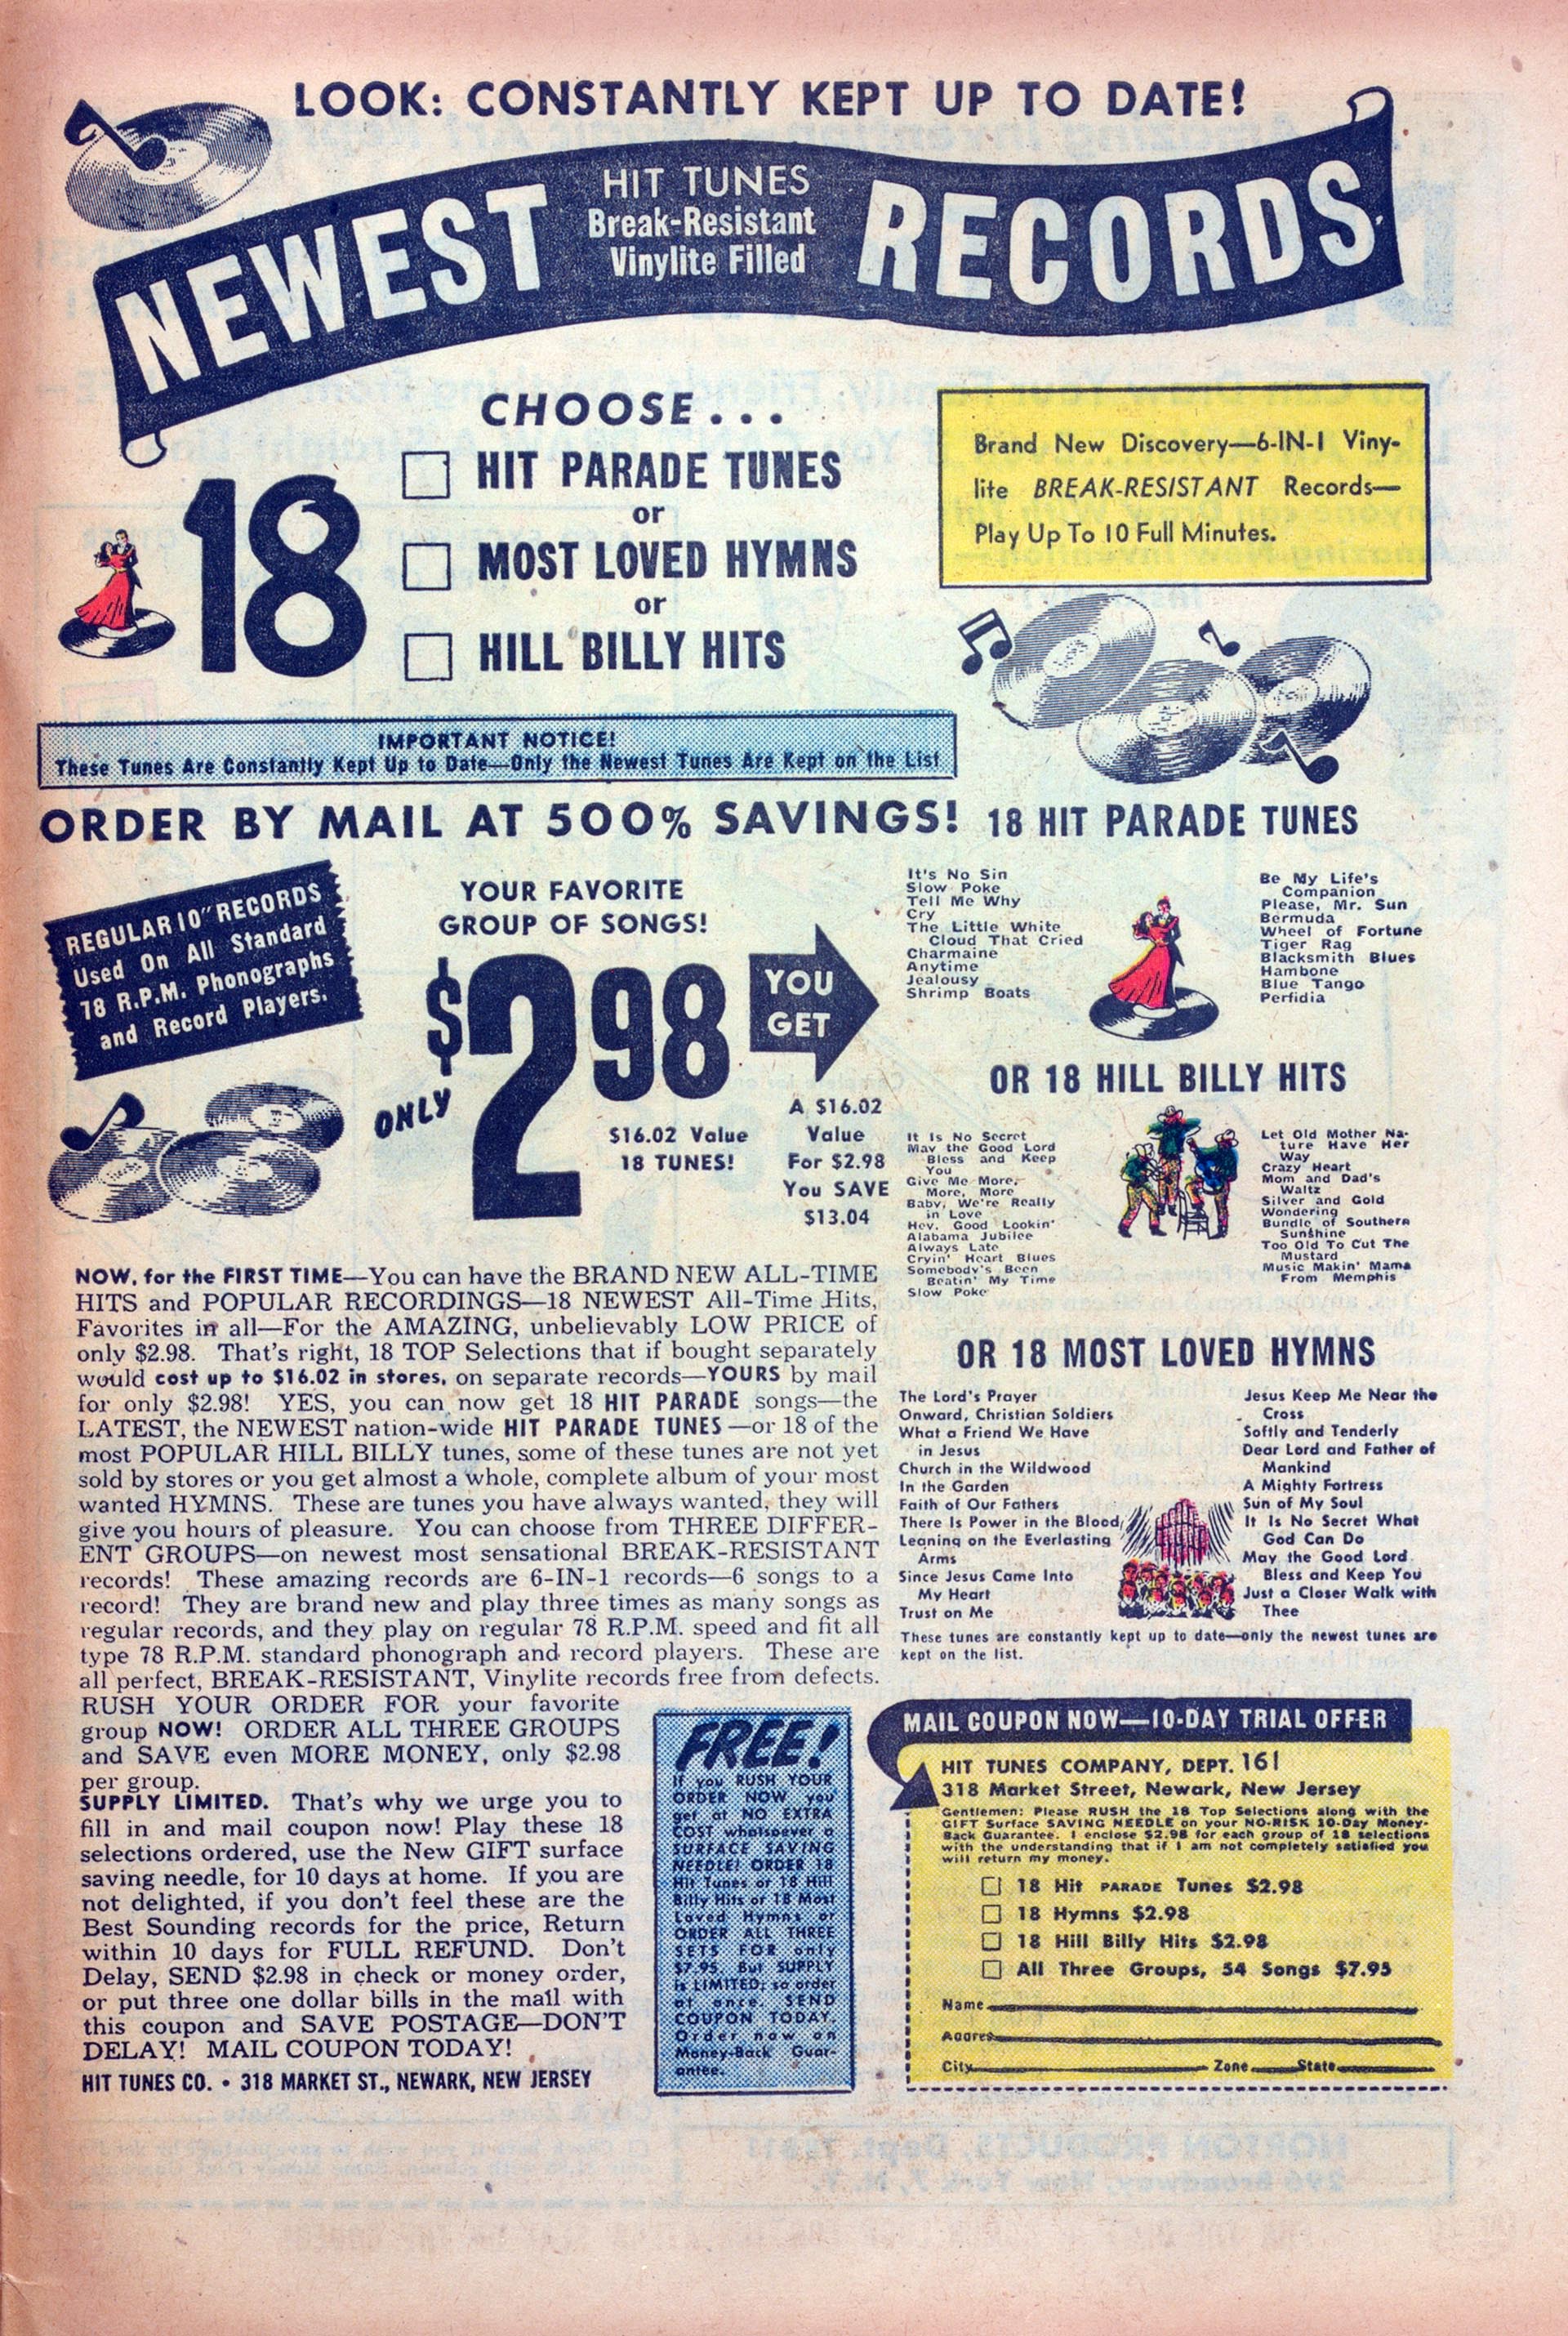 LOOK: CONSTANTLY KEPT UP TO DATE!
NEWEST
HIT TUNES
Break-Resistant
Vinylite Filled
RECORDS
CHOOSE...
18
HIT PARADE TUNES
or
MOST LOVED HYMNS
or
HILL BILLY HITS
Brand New Discovery—6-IN-1 Viny-
lite BREAK-RESISTANT Records—
Play Up To 10 Full Minutes.
IMPORTANT NOTICE!
These Tunes Are Constantly Kept Up to Date—Only the Newest Tunes Are Kept on the List
ORDER BY MAIL AT 500% SAVINGS!
REGULAR 10" RECORDS
Used On All Standard
78 R.P.M. Phonographs
and Record Players.
YOUR FAVORITE
GROUP OF SONGS!
ONLY
$2.98
$16.02 Value
18 TUNES!
YOU
GET
A $16.02
Value
For $2.98
You SAVE
$13.04
18 HIT PARADE TUNES
It's No Sin
Slow Poke
Tell Me Why
Cry
The Little White
Cloud That Cried
Charmaine
Anytime
Jealousy
Shrimp Boats
Be My Life's
Companion
Please, Mr. Sun
Bermuda
Wheel of Fortune
Tiger Rag
Blacksmith Blues
Hambone
Blue Tango
Perfidia
OR 18 HILL BILLY HITS
It Is No Secret
May the Good Lord
Bless and Keep
You
Give Me More,
More, More
Baby, We're Really
in Love
Hey, Good Lookin'
Alabama Jubilee
Always Late
Cryin' Heart Blues
Somebody's Been
Beatin' My Time
Slow Poke
Let Old Mother Na-
ture Have Her
Way
Crazy Heart
Mom and Dad's
Waltz
Silver and Gold
Wondering
Bundle of Southern
Sunshine
Too Old To Cut The
Mustard
Music Makin' Mama
From Memphis
OR 18 MOST LOVED HYMNS
The Lord's Prayer
Onward, Christian Soldiers
What a Friend We Have
in Jesus
Church in the Wildwood
In the Garden
Faith of Our Fathers
There Is Power in the Blood
Leaning on the Everlasting
Arms
Since Jesus Came Into
My Heart
Trust on Me
Jesus Keep Me Near the
Cross
Softly and Tenderly
Dear Lord and Father of
Mankind
A Mighty Fortress
Sun of My Soul
It Is No Secret What
God Can Do
May the Good Lord
Bless and Keep You
Just a Closer Walk with
Thee
These tunes are constantly kept up to date—only the newest tunes are
kept on the list.
NOW, for the FIRST TIME—You can have the BRAND NEW ALL-TIME
HITS and POPULAR RECORDINGS—18 NEWEST All-Time Hits,
Favorites in all—For the AMAZING, unbelievably LOW PRICE of
only $2.98. That's right, 18 TOP Selections that if bought separately
would cost up to $16.02 in stores, on separate records—YOURS by mail
for only $2.98! YES, you can now get 18 HIT PARADE songs—the
LATEST, the NEWEST nation-wide HIT PARADE TUNES—or 18 of the
most POPULAR HILL BILLY tunes, some of these tunes are not yet
sold by stores or you get almost a whole, complete album of your most
wanted HYMNS. These are tunes you have always wanted, they will
give you hours of pleasure. You can choose from THREE DIFFER-
ENT GROUPS—on newest most sensational BREAK-RESISTANT
records! These amazing records are 6-IN-1 records—6 songs to a
record! They are brand new and play three times as many songs as
regular records, and they play on regular 78 R.P.M. speed and fit all
type 78 R.P.M. standard phonograph and record players. These are
all perfect, BREAK-RESISTANT, Vinylite records free from defects.
RUSH YOUR ORDER FOR your favorite
group NOW! ORDER ALL THREE GROUPS
and SAVE even MORE MONEY, only $2.98
per group.
SUPPLY LIMITED. That's why we urge you to
fill in and mail coupon now! Play these 18
selections ordered, use the New GIFT surface
saving needle, for 10 days at home. If you are
not delighted, if you don't feel these are the
Best Sounding records for the price, Return
within 10 days for FULL REFUND. Don't
Delay, SEND $2.98 in check or money order,
or put three one dollar bills in the mail with
this coupon and SAVE POSTAGE—DON'T
DELAY! MAIL COUPON TODAY!
HIT TUNES CO. • 318 MARKET ST., NEWARK, NEW JERSEY
FREE!
If you RUSH YOUR
ORDER NOW you
get at NO EXTRA
COST whatsoever a
SURFACE SAVING
NEEDLE! ORDER 18
Hit Tunes or 18 Hill
Billy Hits or 18 Most
Loved Hymns or
ORDER ALL THREE
SETS FOR only
$7.95. But SUPPLY
is LIMITED; so order
at once. SEND
COUPON TODAY.
Order now on
Money-Back Guar-
antee.
MAIL COUPON NOW—10-DAY TRIAL OFFER
HIT TUNES COMPANY, DEPT. 161
318 Market Street, Newark, New Jersey
Gentlemen: Please RUSH the 18 Top Selections along with the
GIFT Surface SAVING NEEDLE on your NO-RISK 10-Day Money-
Back Guarantee. I enclose $2.98 for each group of 18 selections
with the understanding that if I am not completely satisfied you
will return my money.
18 Hit PARADE Tunes $2.98
18 Hymns $2.98
18 Hill Billy Hits $2.98
All Three Groups, 54 Songs $7.95
Name
Addres
City Zone State